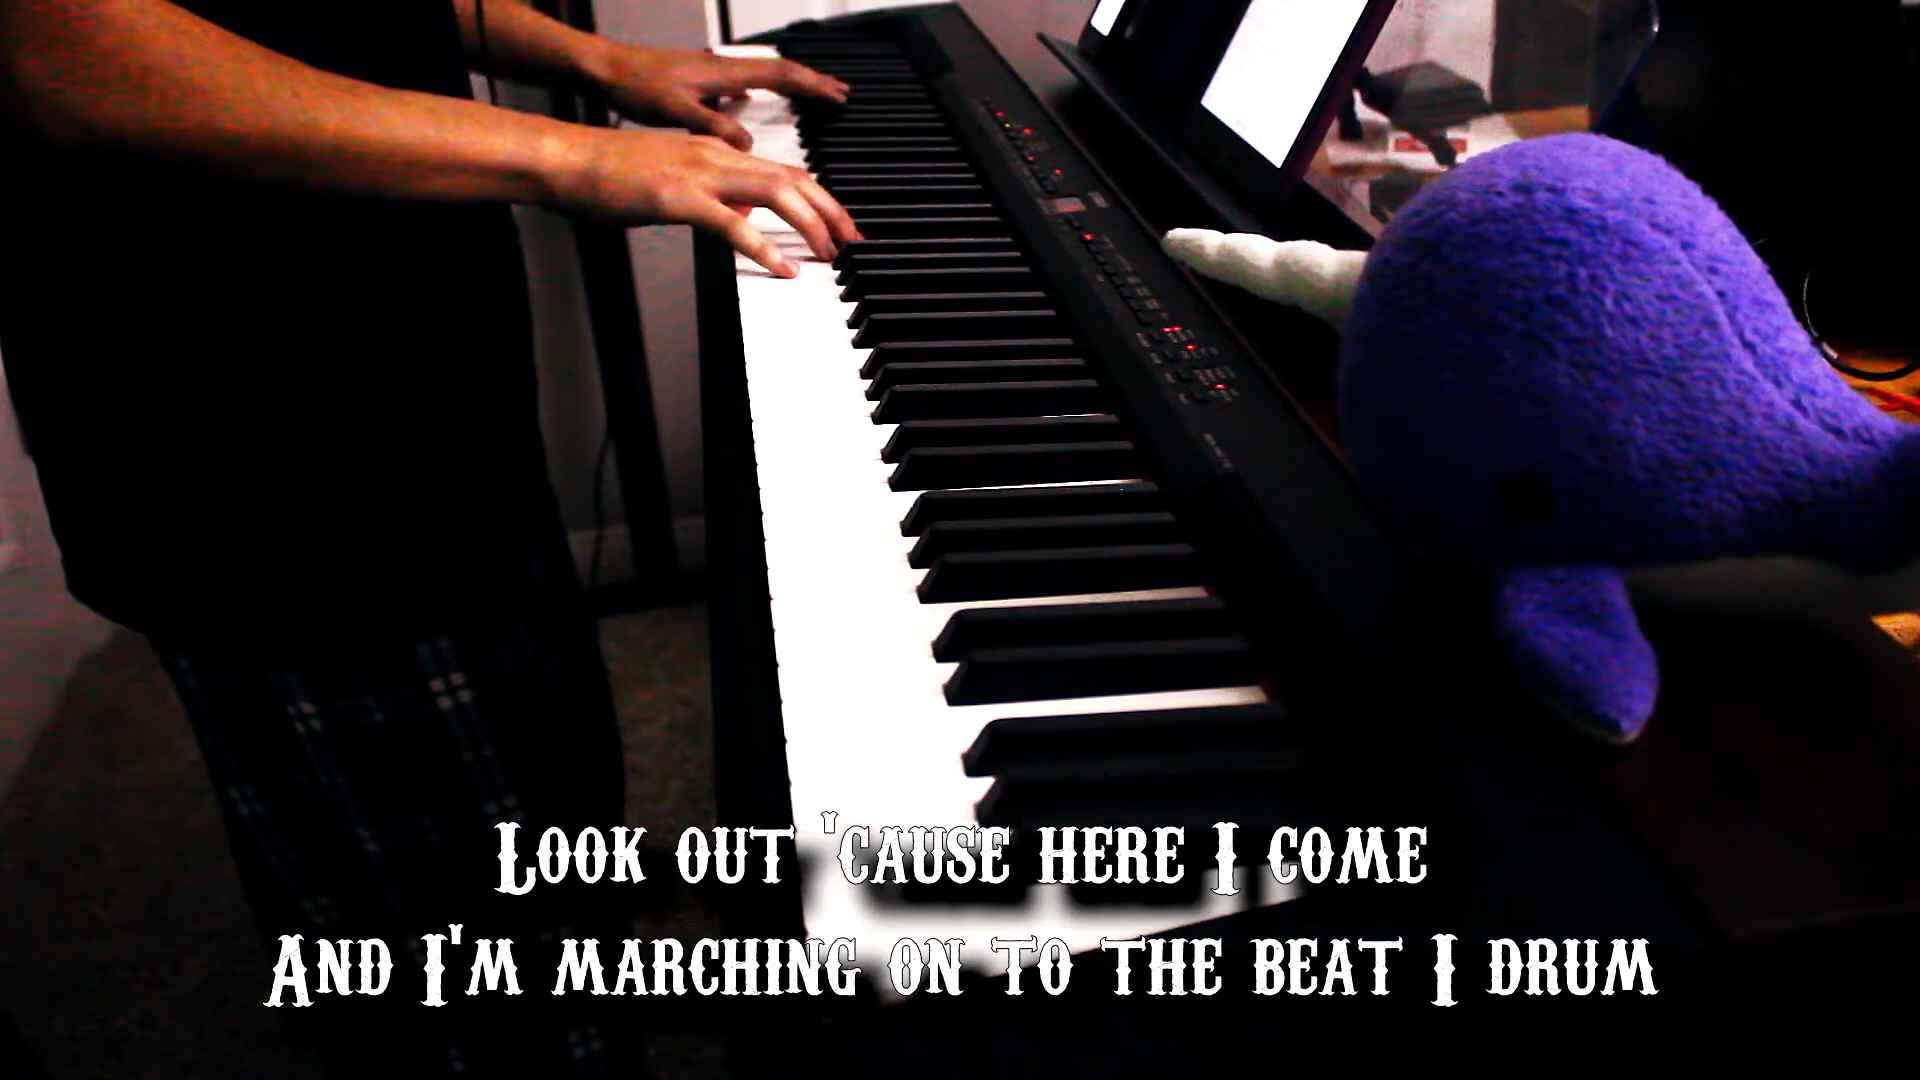 Look out 'cause here I come
And I'm marching on to the beat I drum